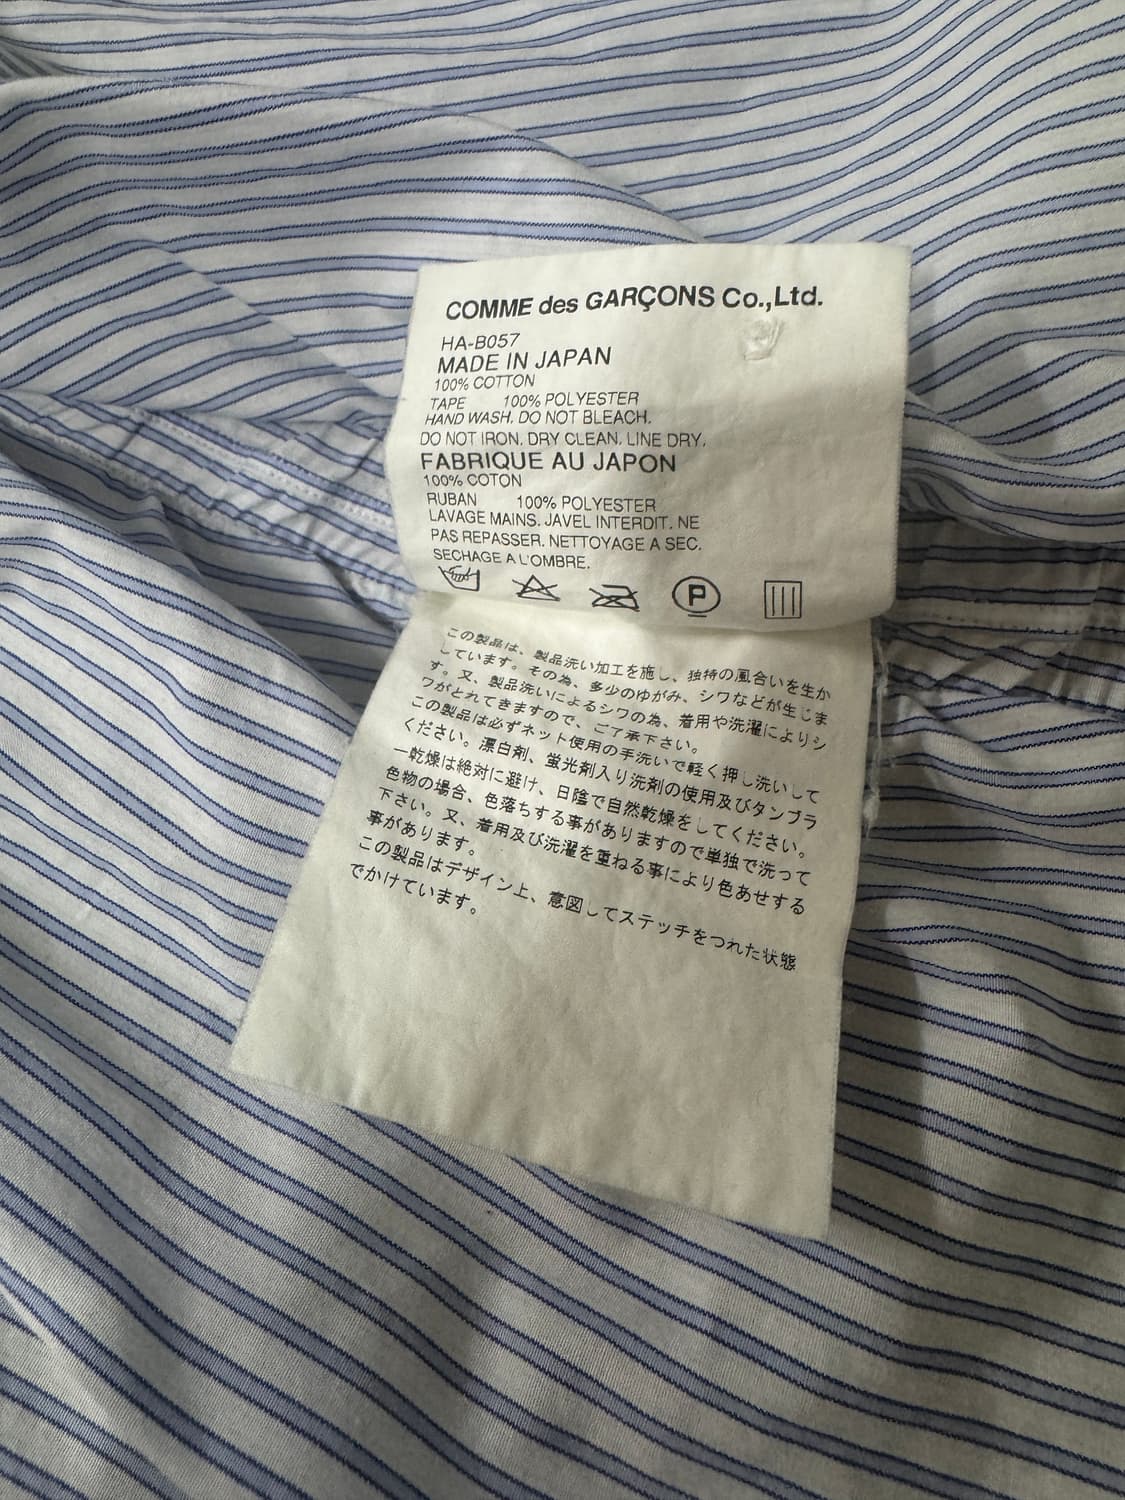 COMME des GARÇONS Co.,Ltd.
HA-B057
MADE IN JAPAN
100% COTTON
TAPE 100% POLYESTER
HAND WASH. DO NOT BLEACH.
DO NOT IRON. DRY CLEAN. LINE DRY.
FABRIQUE AU JAPON
100% COTON
RUBAN 100% POLYESTER
LAVAGE MAINS. JAVEL INTERDIT. NE
PAS REPASSER. NETTOYAGE A SEC.
SECHAGE A L'OMBRE.
P
この製品は、製品洗い加工を施し、独特の風合いを生か
しています。その為、多少のゆがみ、シワなどが生じま
す。又、製品洗いによるシワの為、着用や洗濯によりシ
ワがとれてきますので、ご了承下さい。
この製品は必ずネット使用の手洗いで軽く押し洗いして
ください。漂白剤、蛍光剤入り洗剤の使用及びタンブラ
ー乾燥は絶対に避け、日陰で自然乾燥をしてください。
色物の場合、色落ちする事がありますので単独で洗って
下さい。又、着用及び洗濯を重ねる事により色あせする
事があります。
この製品はデザイン上、意図してステッチをつれた状態
でかけています。